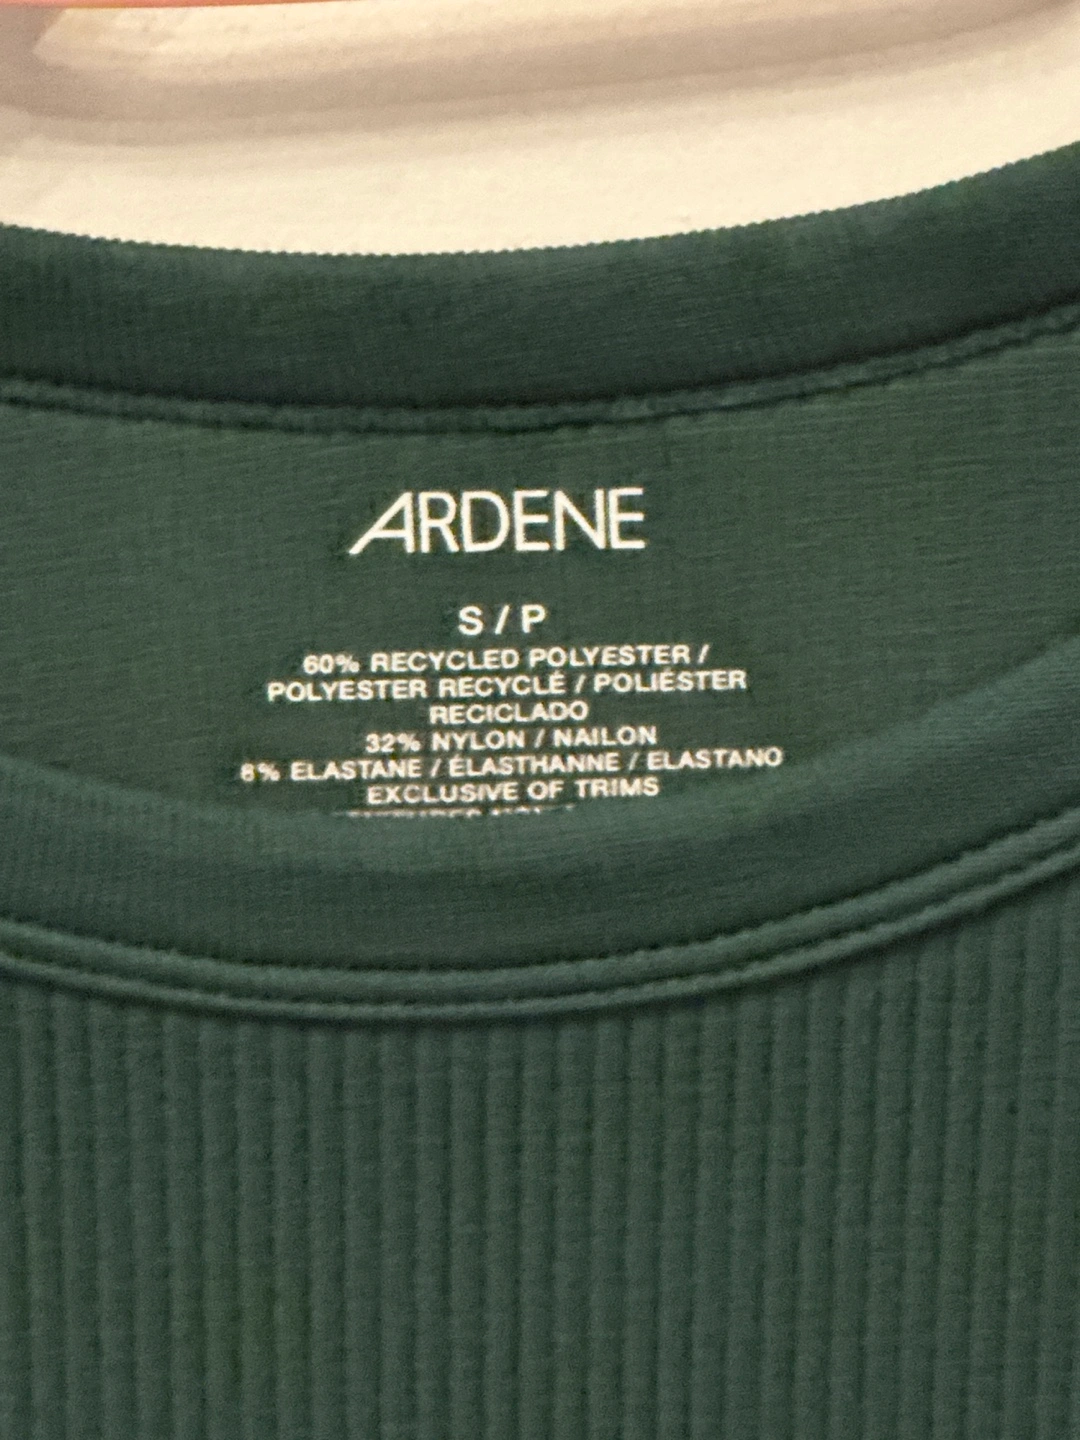 ARDENE
S / P
60% RECYCLED POLYESTER /
POLYESTER RECYCLÉ / POLIÉSTER
RECICLADO
32% NYLON / NAILON
8% ELASTANE / ÉLASTHANNE / ELASTANO
EXCLUSIVE OF TRIMS